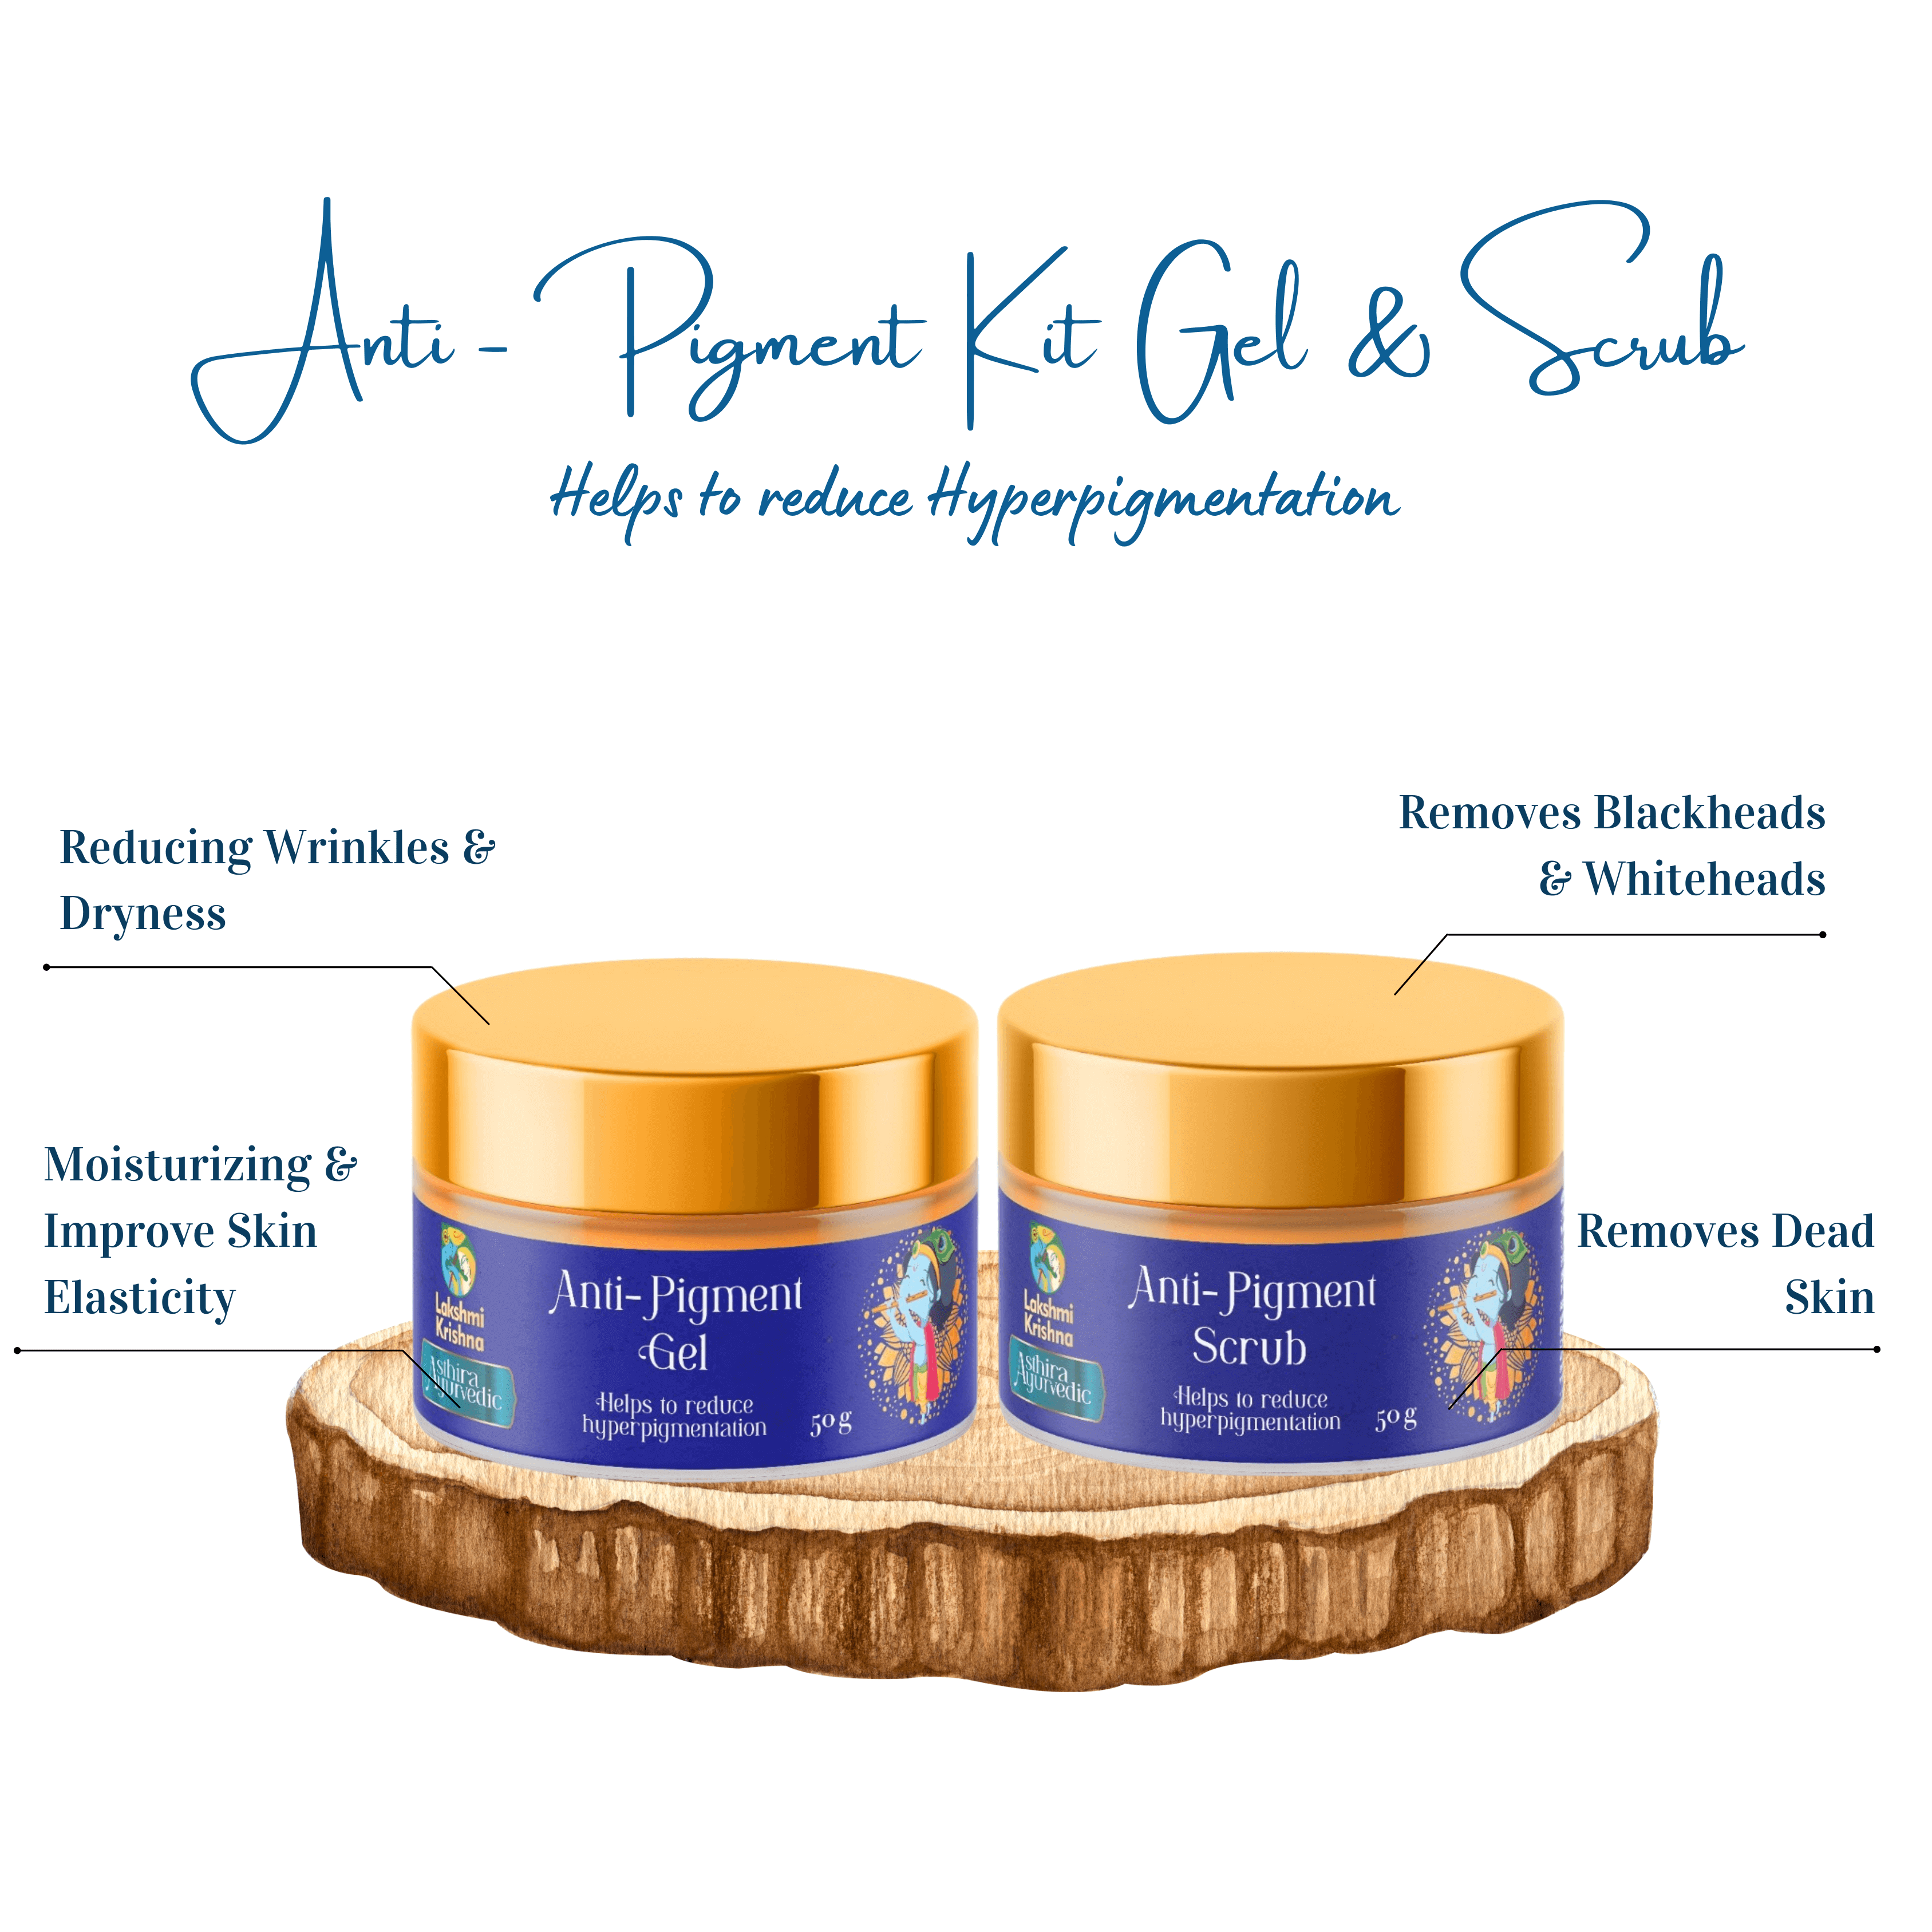 Anti - Pigment Kit Gel & Scrub
Helps to reduce Hyperpigmentation
Reducing Wrinkles &
Dryness
Removes Blackheads
& Whiteheads
Moisturizing &
Improve Skin
Elasticity
Removes Dead
Skin
Lakshmi
Krishna
Asthira
Ayurvedic
Anti-Pigment
Gel
Helps to reduce
hyperpigmentation
50 g
Lakshmi
Krishna
Asthira
Ayurvedic
Anti-Pigment
Scrub
Helps to reduce
hyperpigmentation
50 g